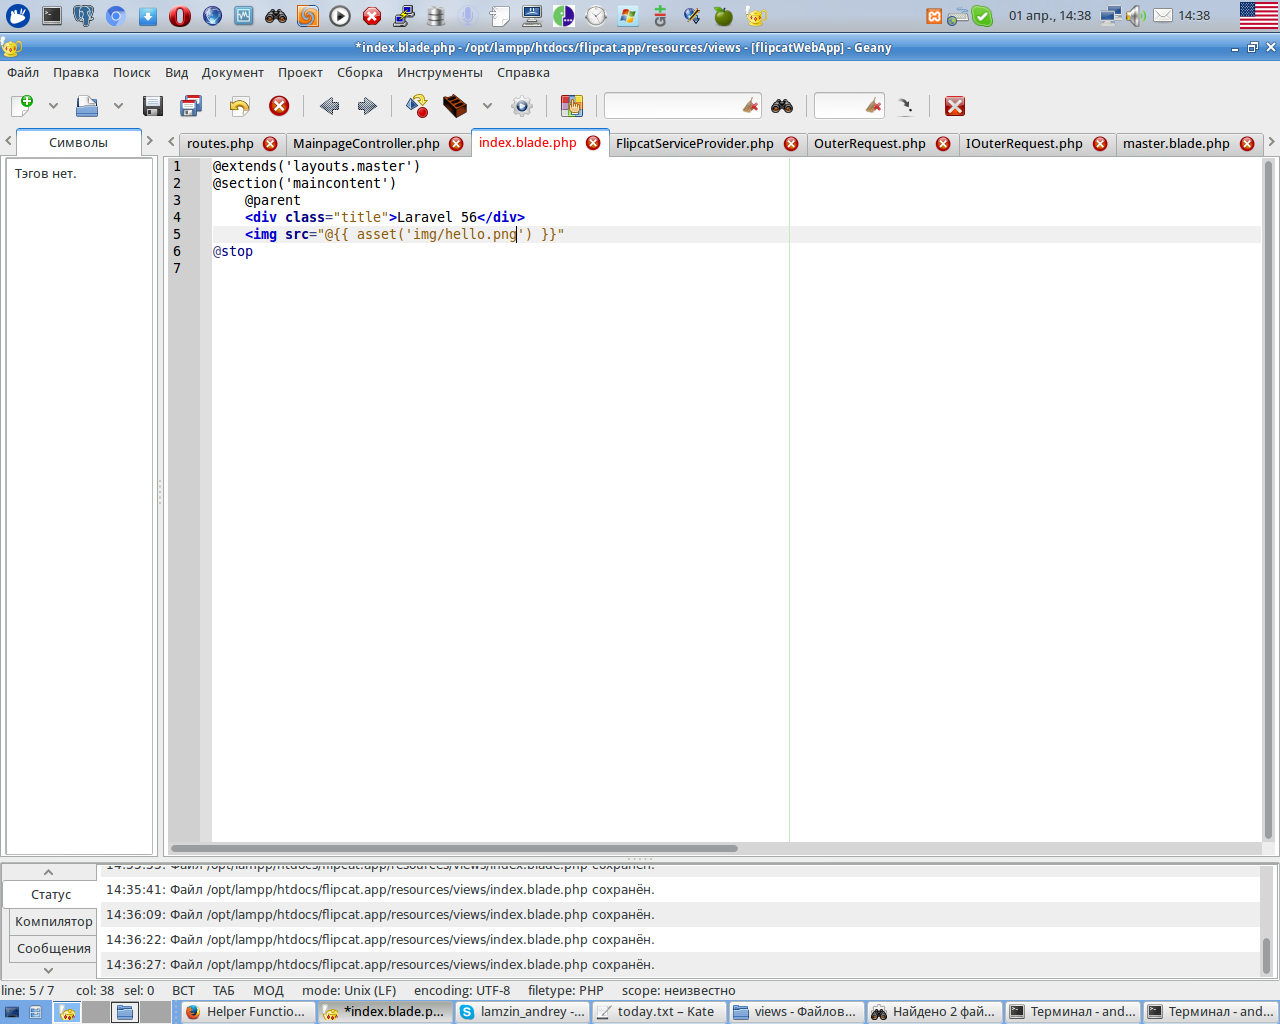 01 апр., 14:38
14:38
*index.blade.php - /opt/lampp/htdocs/flipcat.app/resources/views - [flipcatWebApp] - Geany
Файл Правка Поиск Вид Документ Проект Сборка Инструменты Справка
Символы
routes.php MainpageController.php index.blade.php FlipcatServiceProvider.php OuterRequest.php IOuterRequest.php master.blade.php
Тэгов нет.
1 @extends('layouts.master')
2 @section('maincontent')
3 @parent
4 <div class="title">Laravel 56</div>
5 <img src="@{{ asset('img/hello.png') }}"
6 @stop
7
14:35:41: Файл /opt/lampp/htdocs/flipcat.app/resources/views/index.blade.php сохранён.
14:36:09: Файл /opt/lampp/htdocs/flipcat.app/resources/views/index.blade.php сохранён.
14:36:22: Файл /opt/lampp/htdocs/flipcat.app/resources/views/index.blade.php сохранён.
14:36:27: Файл /opt/lampp/htdocs/flipcat.app/resources/views/index.blade.php сохранён.
Статус
Компилятор
Сообщения
line: 5 / 7 col: 38 sel: 0 ВСТ ТАБ МОД mode: Unix (LF) encoding: UTF-8 filetype: PHP scope: неизвестно
Helper Functio... *index.blade.p... lamzin_andrey -... today.txt – Kate views - Файлов... Найдено 2 фай... Терминал - and... Терминал - and...